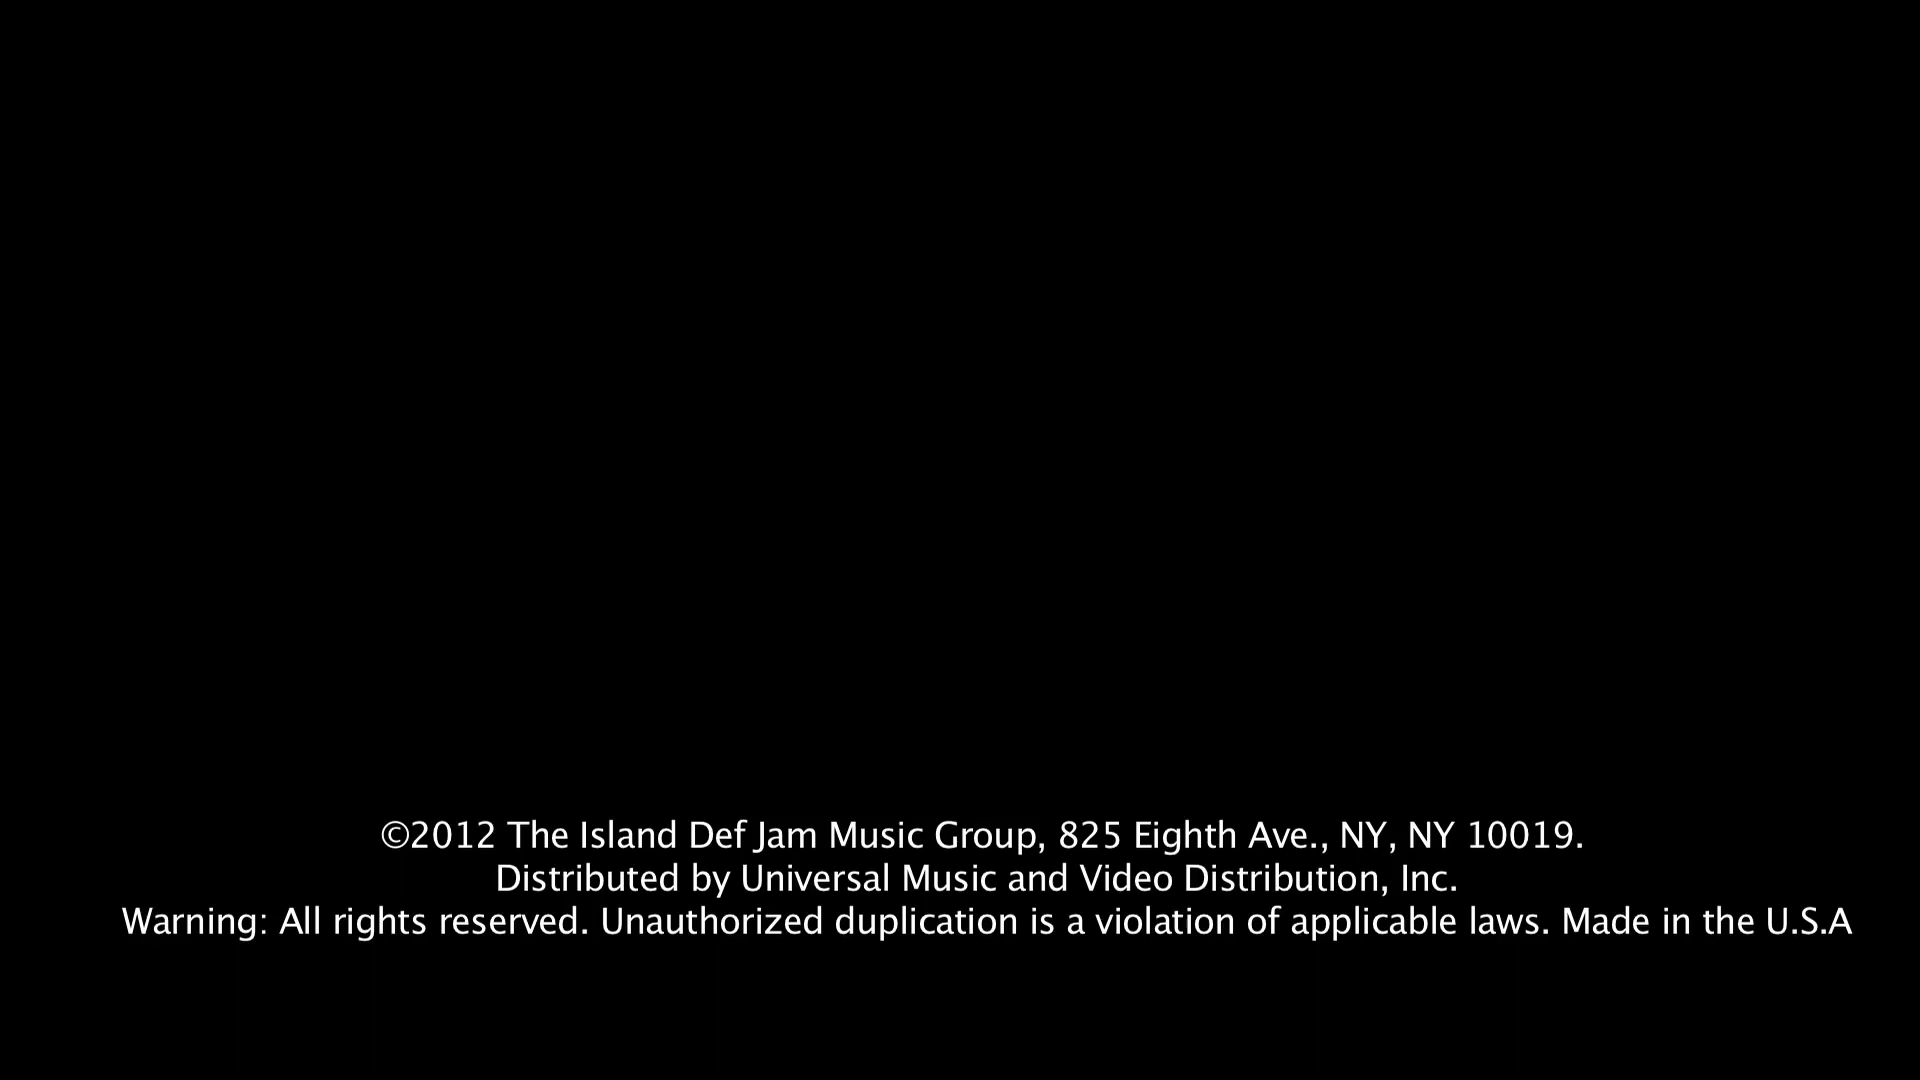 ©2012 The Island Def Jam Music Group, 825 Eighth Ave., NY, NY 10019.
Distributed by Universal Music and Video Distribution, Inc.
Warning: All rights reserved. Unauthorized duplication is a violation of applicable laws. Made in the U.S.A